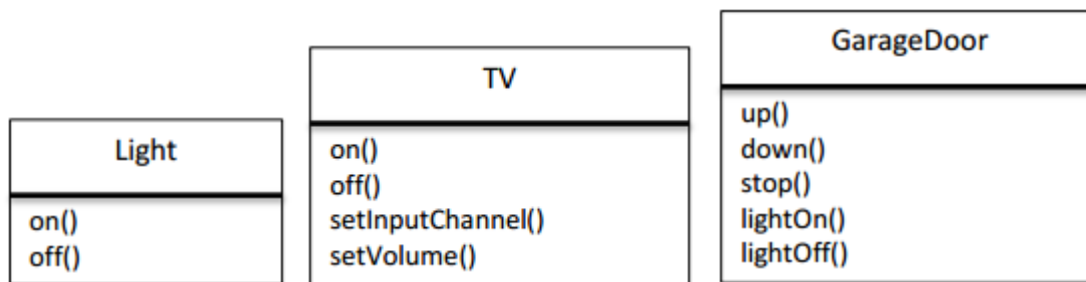 Light
on()
off()
TV
on()
off()
setInputChannel()
setVolume()
GarageDoor
up()
down()
stop()
lightOn()
lightOff()